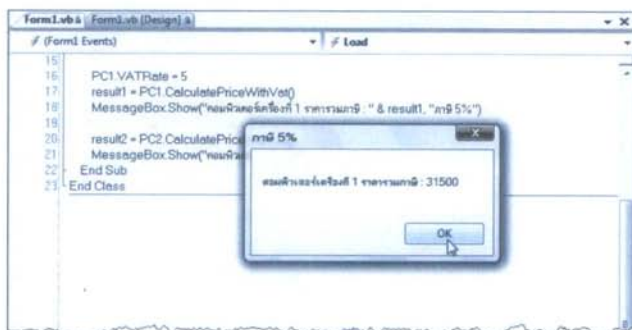 Form1.vb Form1.vb [Design]
(Form1 Events) Load
15
16 PC1.VATRate = 5
17 result1 = PC1.CalculatePriceWithVat()
18 MessageBox.Show("คอมพิวเตอร์เครื่องที่ 1 ราคารวมภาษี : " & result1, "ภาษี 5%")
19
20 result2 = PC2.CalculatePrice
21 MessageBox.Show("คอมพิวเ
22 End Sub
23 End Class
ภาษี 5%
คอมพิวเตอร์เครื่องที่ 1 ราคารวมภาษี : 31500
OK